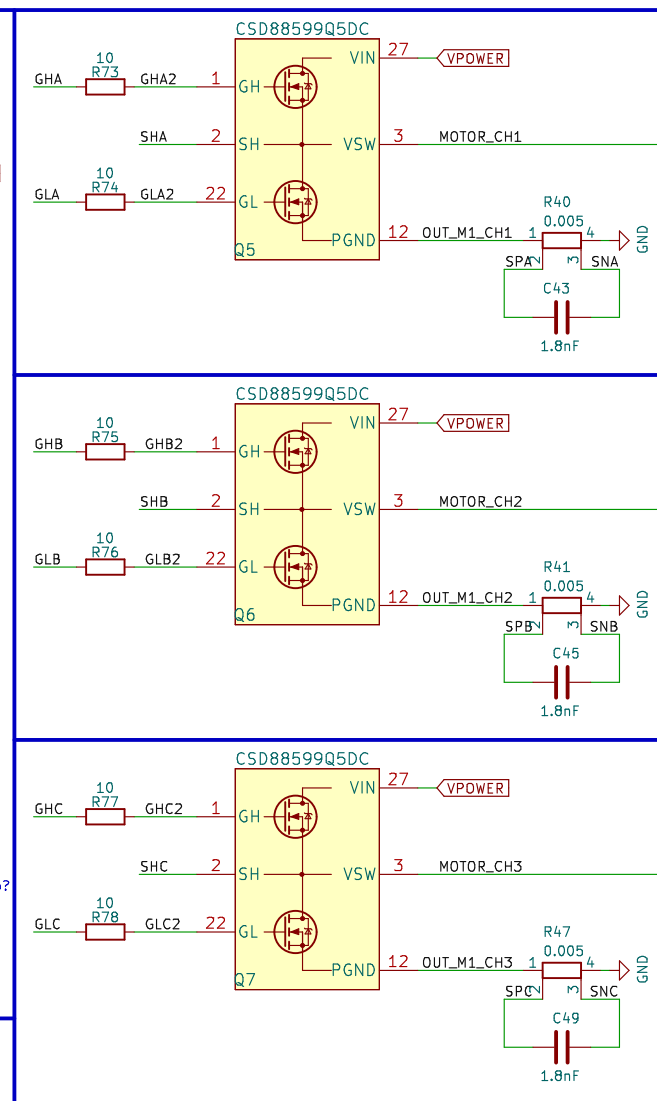 CSD88599Q5DC
10
R73
GHA
GHA2
1
GH
VIN
27
VPOWER
SHA
2
SH
VSW
3
MOTOR_CH1
10
R74
GLA
GLA2
22
GL
PGND
12
OUT_M1_CH1
Q5
R40
0.005
1
4
GND
SPA
2
3
SNA
C43
1.8nF
CSD88599Q5DC
10
R75
GHB
GHB2
1
GH
VIN
27
VPOWER
SHB
2
SH
VSW
3
MOTOR_CH2
10
R76
GLB
GLB2
22
GL
PGND
12
OUT_M1_CH2
Q6
R41
0.005
1
4
GND
SPB
2
3
SNB
C45
1.8nF
CSD88599Q5DC
10
R77
GHC
GHC2
1
GH
VIN
27
VPOWER
SHC
2
SH
VSW
3
MOTOR_CH3
?
10
R78
GLC
GLC2
22
GL
PGND
12
OUT_M1_CH3
Q7
R47
0.005
1
4
GND
SPC
2
3
SNC
C49
1.8nF